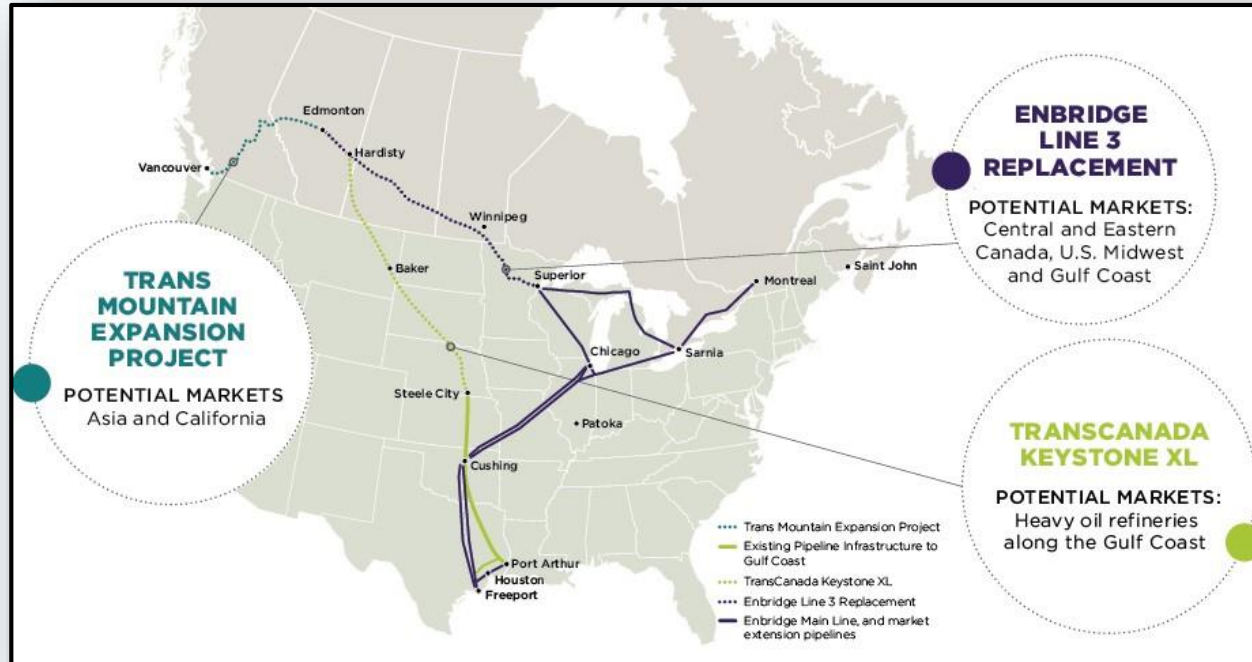 Edmonton
Hardisty
Vancouver
Winnipeg
Baker
Superior
Montreal
Saint John
Chicago
Sarnia
Steele City
Patoka
Cushing
Port Arthur
Houston
Freeport
TRANS
MOUNTAIN
EXPANSION
PROJECT
POTENTIAL MARKETS
Asia and California
ENBRIDGE
LINE 3
REPLACEMENT
POTENTIAL MARKETS:
Central and Eastern
Canada, U.S. Midwest
and Gulf Coast
TRANSCANADA
KEYSTONE XL
POTENTIAL MARKETS:
Heavy oil refineries
along the Gulf Coast
Trans Mountain Expansion Project
Existing Pipeline Infrastructure to
Gulf Coast
TransCanada Keystone XL
Enbridge Line 3 Replacement
Enbridge Main Line, and market
extension pipelines